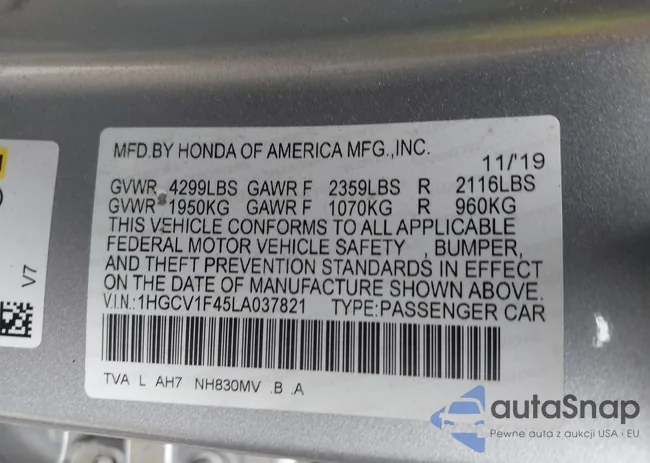 MFD.BY HONDA OF AMERICA MFG.,INC.
11/'19
GVWR 4299LBS GAWR F 2359LBS R 2116LBS
GVWR 1950KG GAWR F 1070KG R 960KG
THIS VEHICLE CONFORMS TO ALL APPLICABLE
FEDERAL MOTOR VEHICLE SAFETY , BUMPER,
AND THEFT PREVENTION STANDARDS IN EFFECT
ON THE DATE OF MANUFACTURE SHOWN ABOVE.
V.I.N.:1HGCV1F45LA037821 TYPE:PASSENGER CAR
TVA L AH7 NH830MV .B .A
V7
autaSnap
Pewne auta z aukcji USA i EU